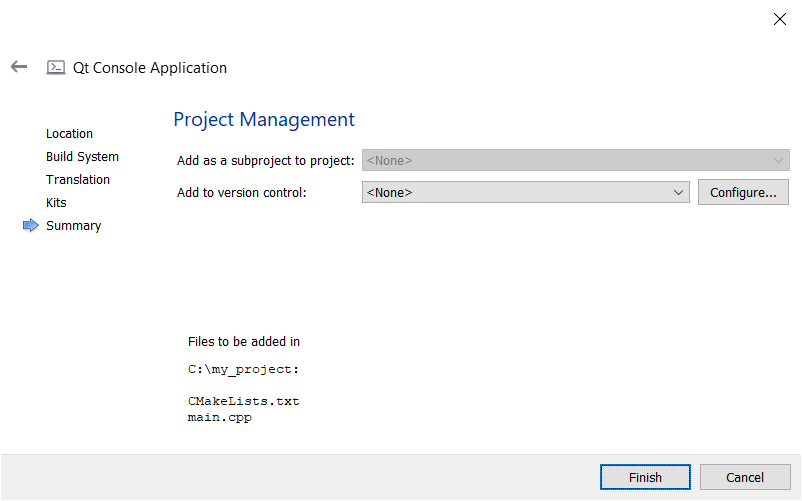 Qt Console Application
Location
Build System
Translation
Kits
Summary
Project Management
Add as a subproject to project: <None>
Add to version control: <None> Configure...
Files to be added in
C:\my_project:
CMakeLists.txt
main.cpp
Finish Cancel